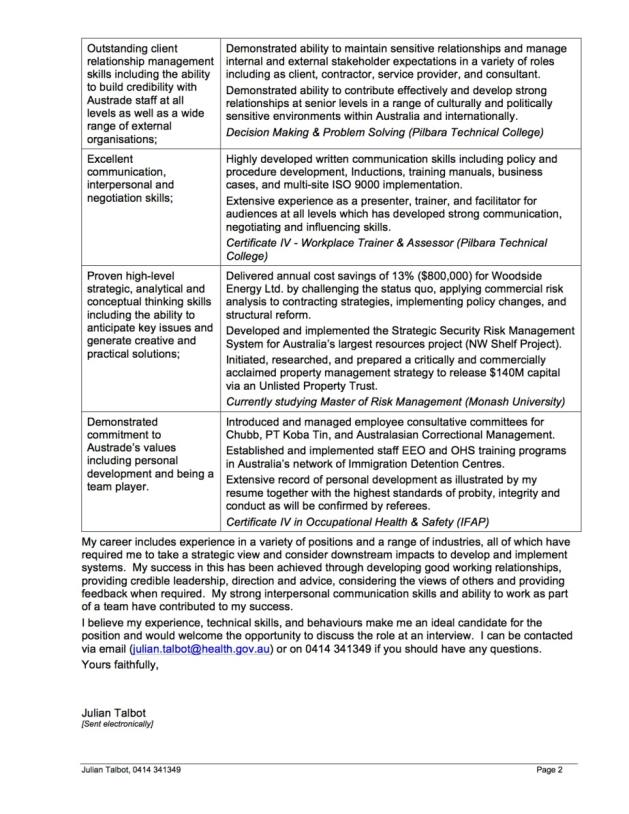 Outstanding client
relationship management
skills including the ability
to build credibility with
Austrade staff at all
levels as well as a wide
range of external
organisations;
Demonstrated ability to maintain sensitive relationships and manage
internal and external stakeholder expectations in a variety of roles
including as client, contractor, service provider, and consultant.
Demonstrated ability to contribute effectively and develop strong
relationships at senior levels in a range of culturally and politically
sensitive environments within Australia and internationally.
Decision Making & Problem Solving (Pilbara Technical College)
Excellent
communication,
interpersonal and
negotiation skills;
Highly developed written communication skills including policy and
procedure development, Inductions, training manuals, business
cases, and multi-site ISO 9000 implementation.
Extensive experience as a presenter, trainer, and facilitator for
audiences at all levels which has developed strong communication,
negotiating and influencing skills.
Certificate IV - Workplace Trainer & Assessor (Pilbara Technical
College)
Proven high-level
strategic, analytical and
conceptual thinking skills
including the ability to
anticipate key issues and
generate creative and
practical solutions;
Delivered annual cost savings of 13% ($800,000) for Woodside
Energy Ltd. by challenging the status quo, applying commercial risk
analysis to contracting strategies, implementing policy changes, and
structural reform.
Developed and implemented the Strategic Security Risk Management
System for Australia's largest resources project (NW Shelf Project).
Initiated, researched, and prepared a critically and commercially
acclaimed property management strategy to release $140M capital
via an Unlisted Property Trust.
Currently studying Master of Risk Management (Monash University)
Demonstrated
commitment to
Austrade's values
including personal
development and being a
team player.
Introduced and managed employee consultative committees for
Chubb, PT Koba Tin, and Australasian Correctional Management.
Established and implemented staff EEO and OHS training programs
in Australia's network of Immigration Detention Centres.
Extensive record of personal development as illustrated by my
resume together with the highest standards of probity, integrity and
conduct as will be confirmed by referees.
Certificate IV in Occupational Health & Safety (IFAP)
My career includes experience in a variety of positions and a range of industries, all of which have
required me to take a strategic view and consider downstream impacts to develop and implement
systems. My success in this has been achieved through developing good working relationships,
providing credible leadership, direction and advice, considering the views of others and providing
feedback when required. My strong interpersonal communication skills and ability to work as part
of a team have contributed to my success.
I believe my experience, technical skills, and behaviours make me an ideal candidate for the
position and would welcome the opportunity to discuss the role at an interview. I can be contacted
via email (julian.talbot@health.gov.au) or on 0414 341349 if you should have any questions.
Yours faithfully,
Julian Talbot
[Sent electronically]
Julian Talbot, 0414 341349
Page 2